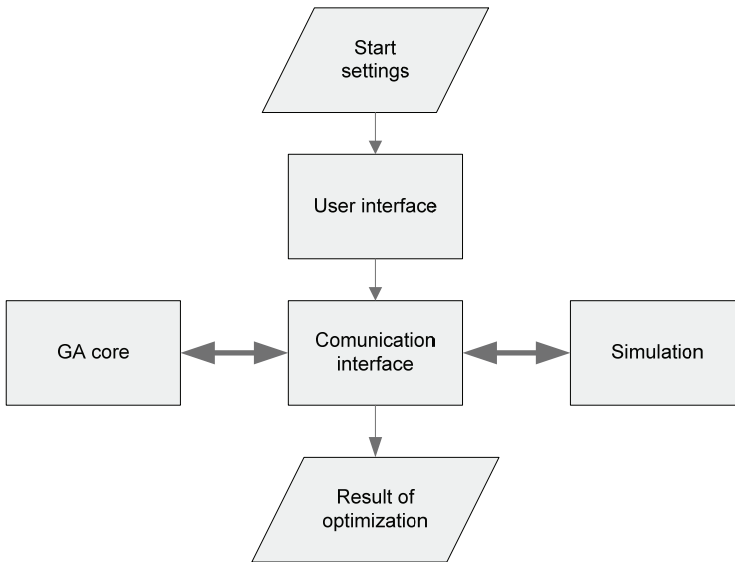 Start
settings
User interface
GA core
Comunication
interface
Simulation
Result of
optimization